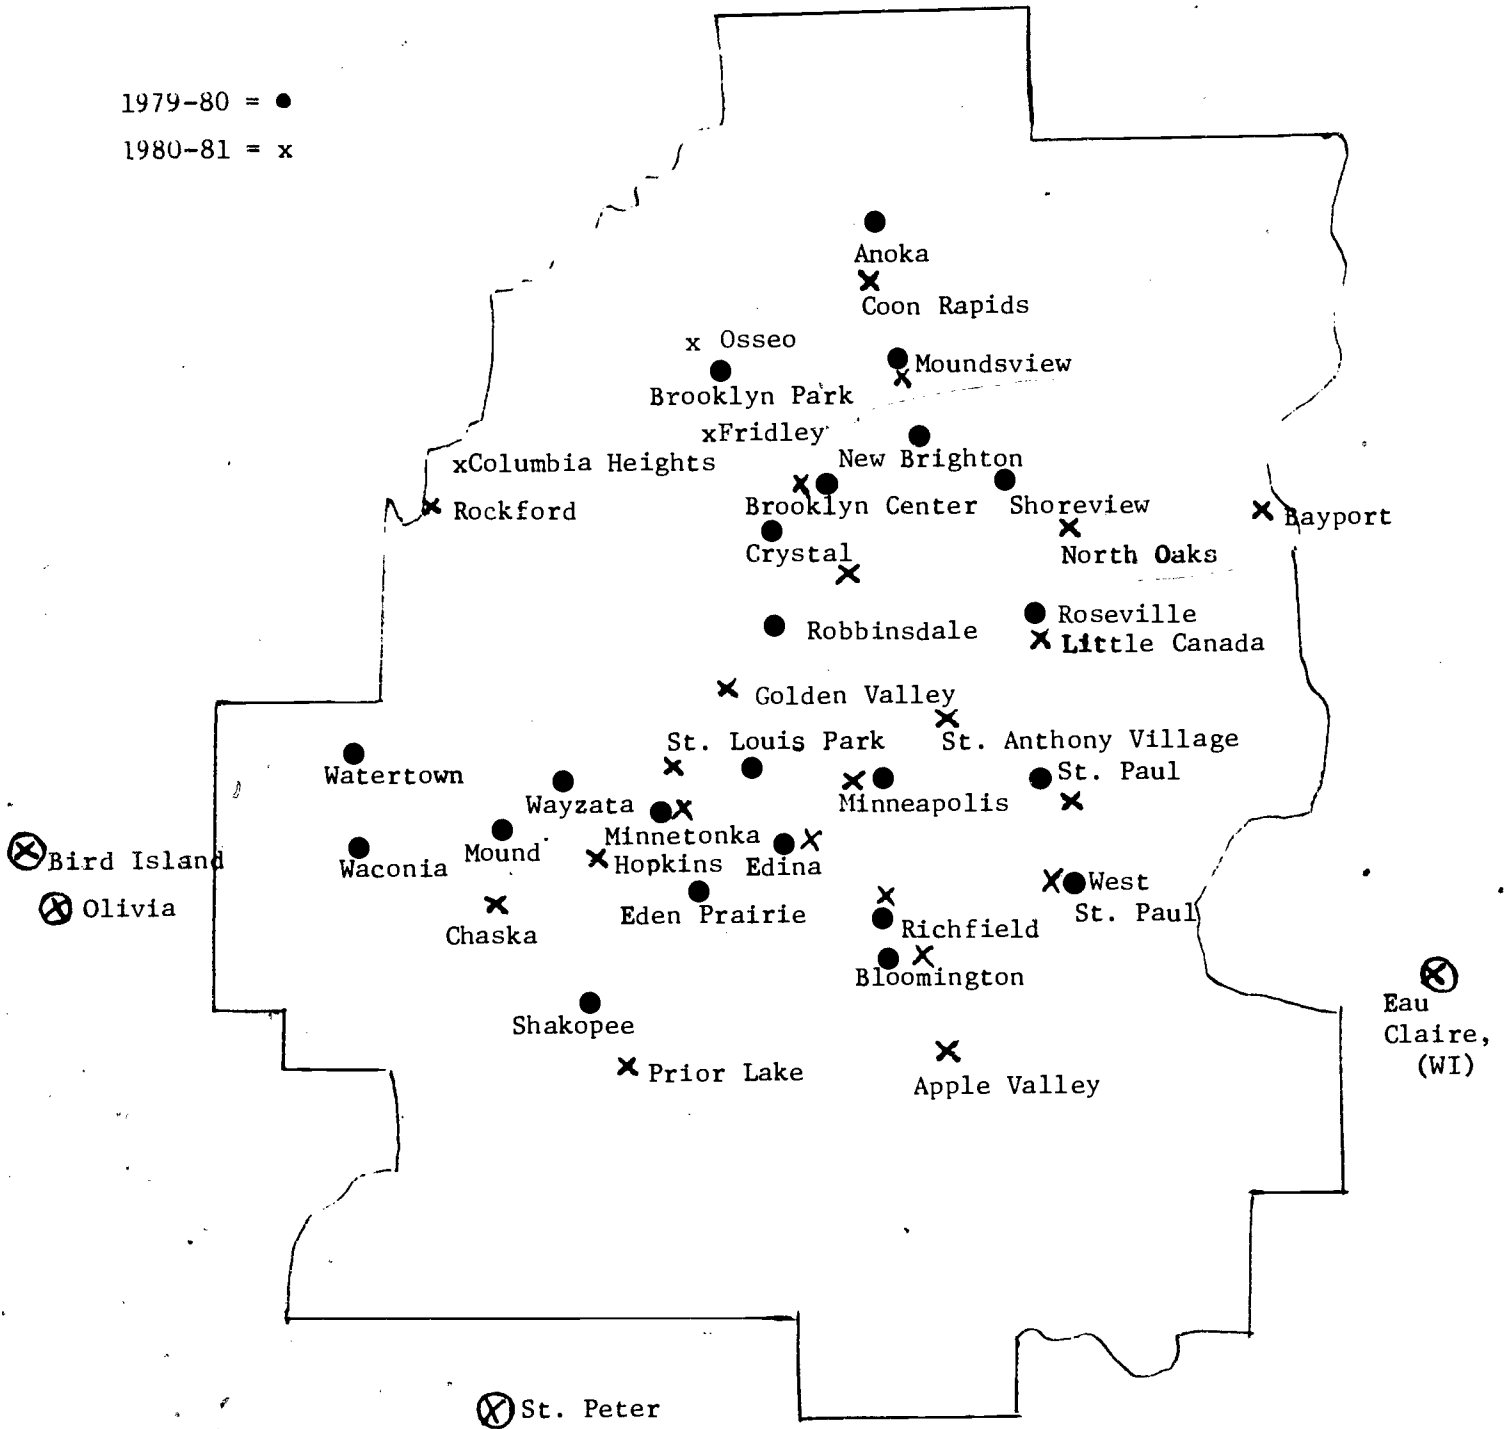 1979-80 = ●
1980-81 = x
Anoka
Coon Rapids
x Osseo
Moundsview
Brooklyn Park
xFridley
New Brighton
xColumbia Heights
Brooklyn Center
Shoreview
Rockford
Bayport
Crystal
North Oaks
Roseville
Robbinsdale
Little Canada
Golden Valley
St. Louis Park
St. Anthony Village
Watertown
St. Paul
Wayzata
Minneapolis
Minnetonka
Mound
Bird Island
Waconia
Hopkins
Edina
West
St. Paul
Olivia
Eden Prairie
Chaska
Richfield
Bloomington
Eau
Claire,
(WI)
Shakopee
Prior Lake
Apple Valley
St. Peter